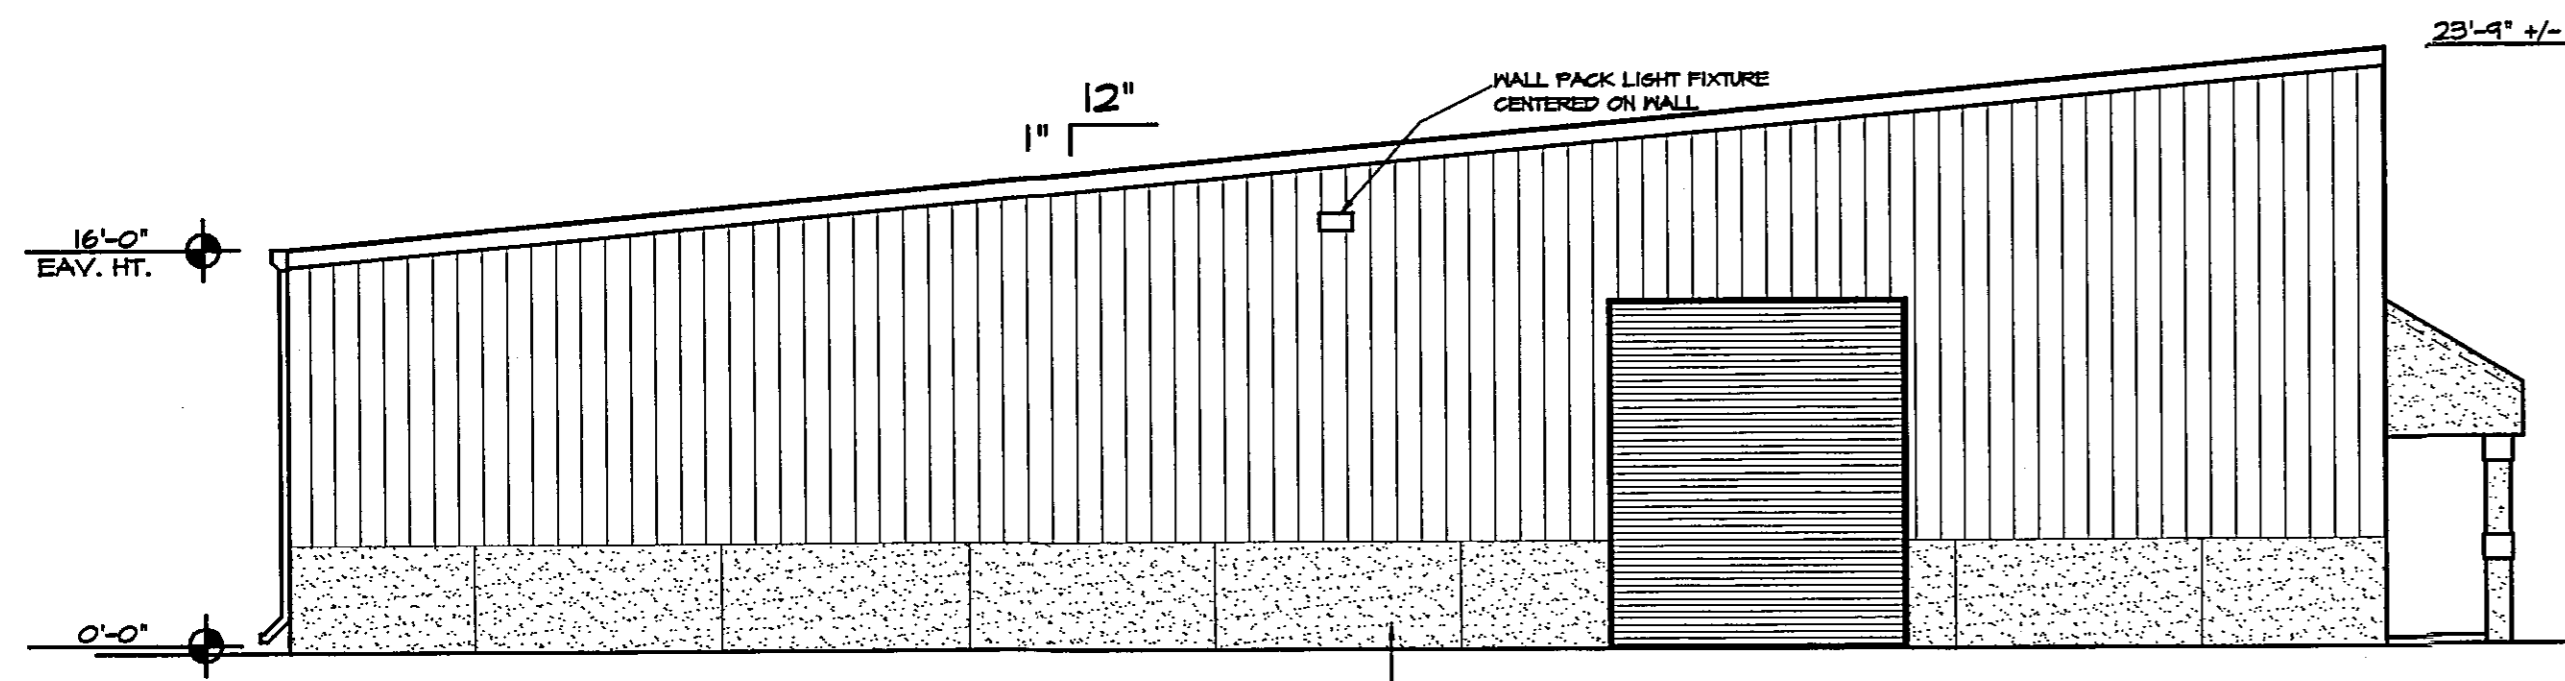 23'-9" +/-
WALL PACK LIGHT FIXTURE
CENTERED ON WALL
12"
1"
16'-0"
EAV. HT.
0'-0"